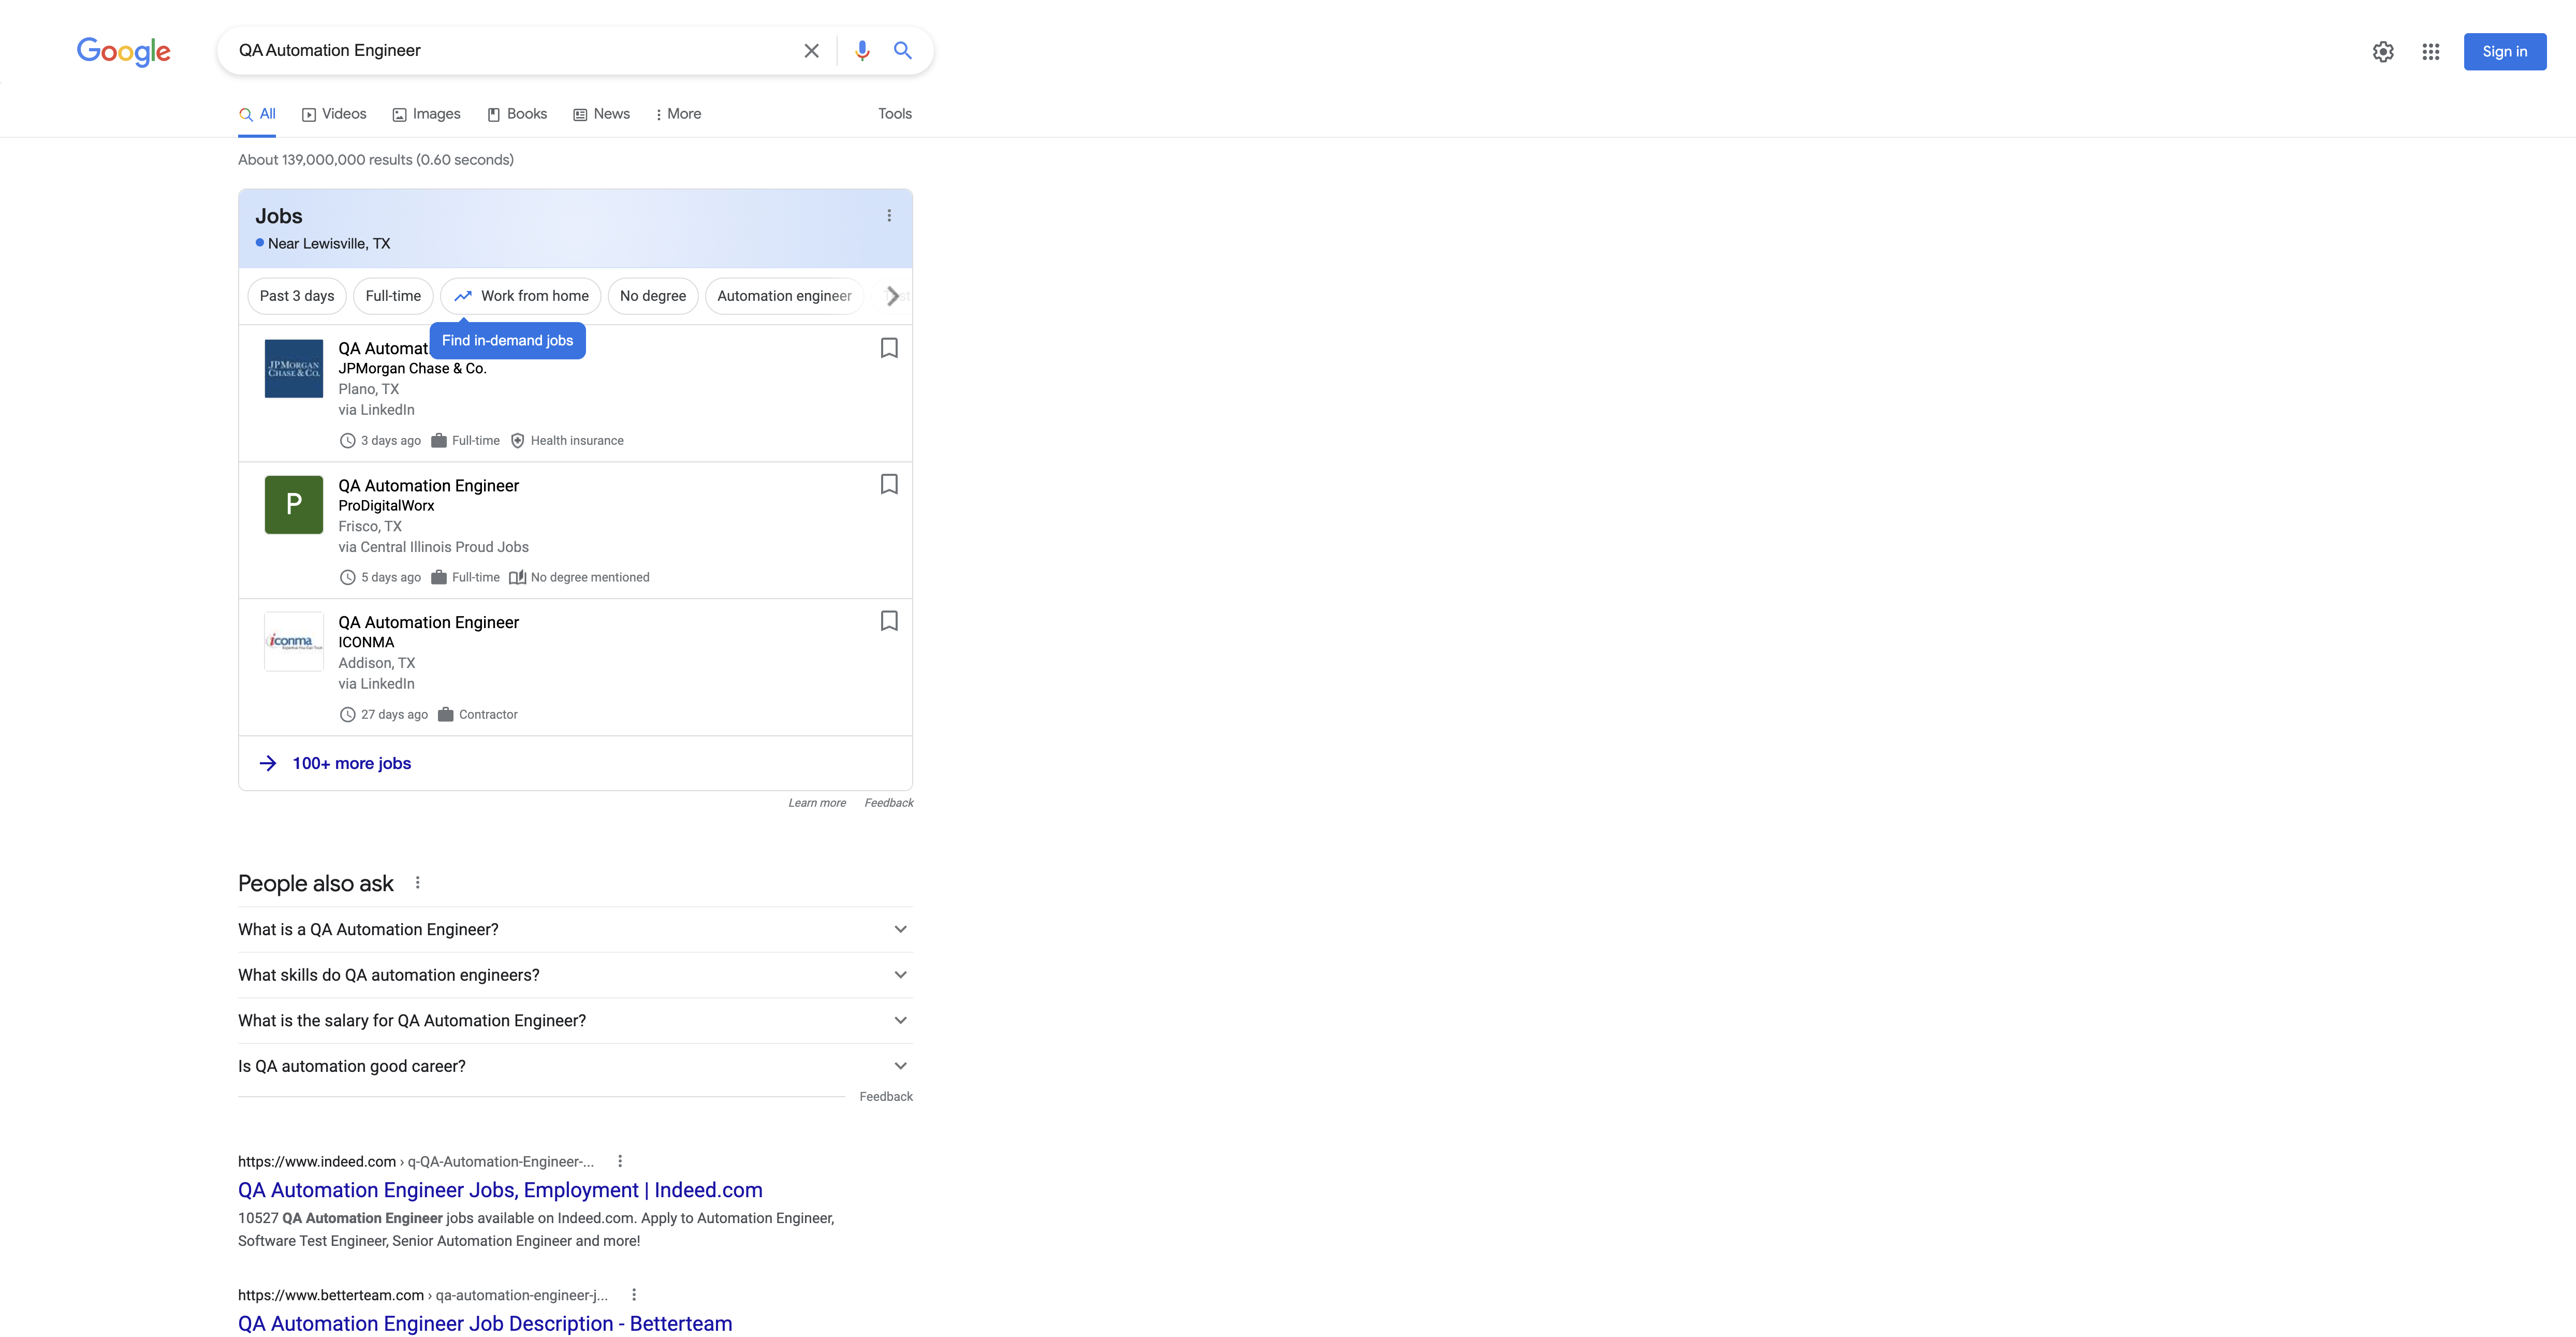 Google
QA Automation Engineer
Sign in
All
Videos
Images
Books
News
More
Tools
About 139,000,000 results (0.60 seconds)
Jobs
Near Lewisville, TX
Past 3 days
Full-time
Work from home
No degree
Automation engineer
Find in-demand jobs
QA Automat
JPMORGAN
CHASE & CO.
JPMorgan Chase & Co.
Plano, TX
via LinkedIn
3 days ago
Full-time
Health insurance
P
QA Automation Engineer
ProDigitalWorx
Frisco, TX
via Central Illinois Proud Jobs
5 days ago
Full-time
No degree mentioned
iconma
QA Automation Engineer
ICONMA
Addison, TX
via LinkedIn
27 days ago
Contractor
100+ more jobs
Learn more
Feedback
People also ask
What is a QA Automation Engineer?
What skills do QA automation engineers?
What is the salary for QA Automation Engineer?
Is QA automation good career?
Feedback
https://www.indeed.com › q-QA-Automation-Engineer-...
QA Automation Engineer Jobs, Employment | Indeed.com
10527 QA Automation Engineer jobs available on Indeed.com. Apply to Automation Engineer,
Software Test Engineer, Senior Automation Engineer and more!
https://www.betterteam.com › qa-automation-engineer-j...
QA Automation Engineer Job Description - Betterteam